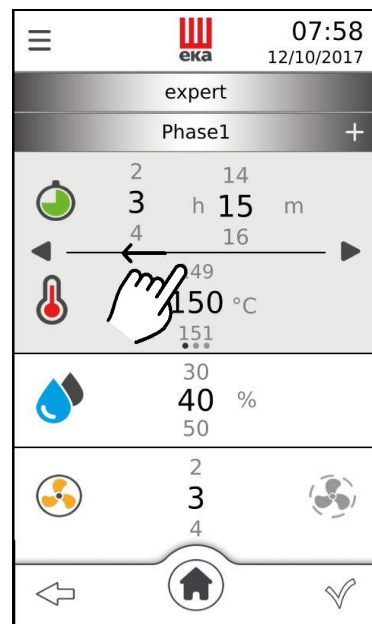 07:58
eka
12/10/2017
expert
Phase1 +
2 14
3 h 15 m
4 16
149
150 °C
151
30
40 %
50
2
3
4